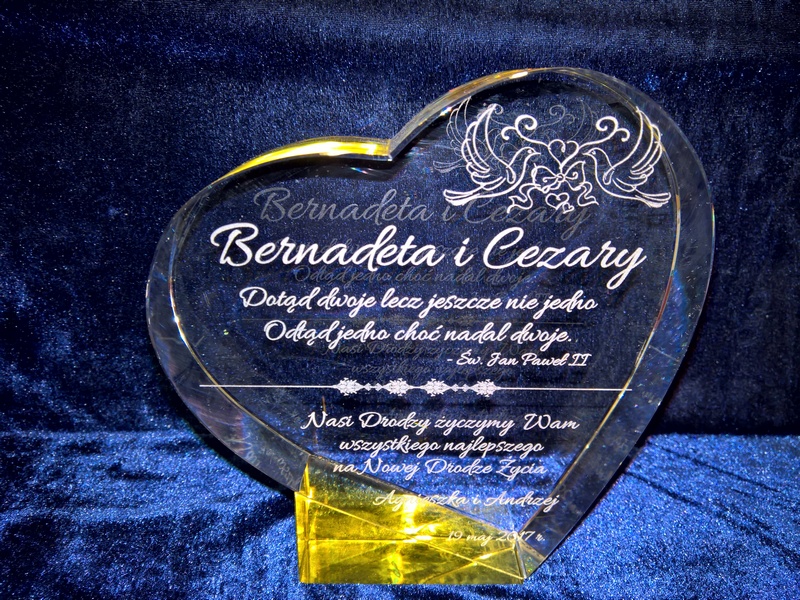 Bernadeta i Cezary
Dotąd dwoje lecz jeszcze nie jedno
Odtąd jedno choć nadal dwoje.
- Św. Jan Paweł II
Nasi Drodzy życzymy Wam
wszystkiego najlepszego
na Nowej Drodze Życia
Agnieszka i Andrzej
19 maj 2017 r.